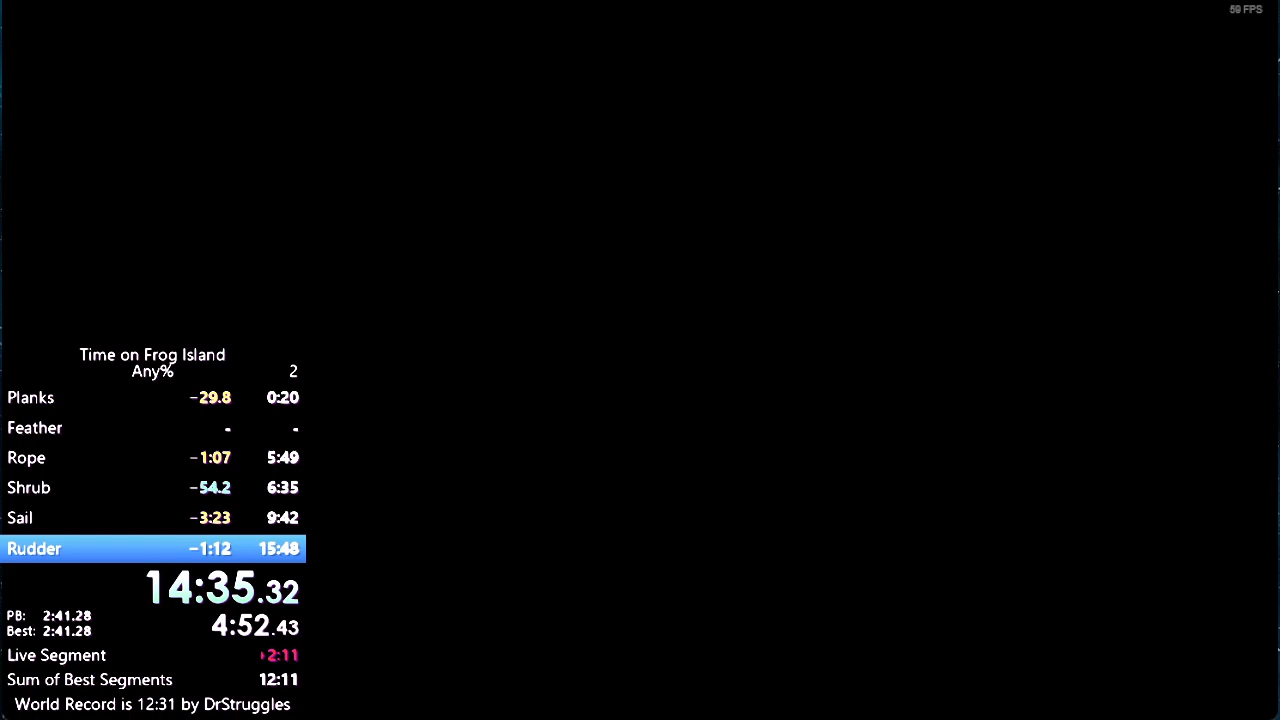 59 FPS
Time on Frog Island
Any% 2
Planks -29.8 0:20
Feather - -
Rope -1:07 5:49
Shrub -54.2 6:35
Sail -3:23 9:42
Rudder -1:12 15:48
14:35.32
PB: 2:41.28
Best: 2:41.28
4:52.43
Live Segment +2:11
Sum of Best Segments 12:11
World Record is 12:31 by DrStruggles